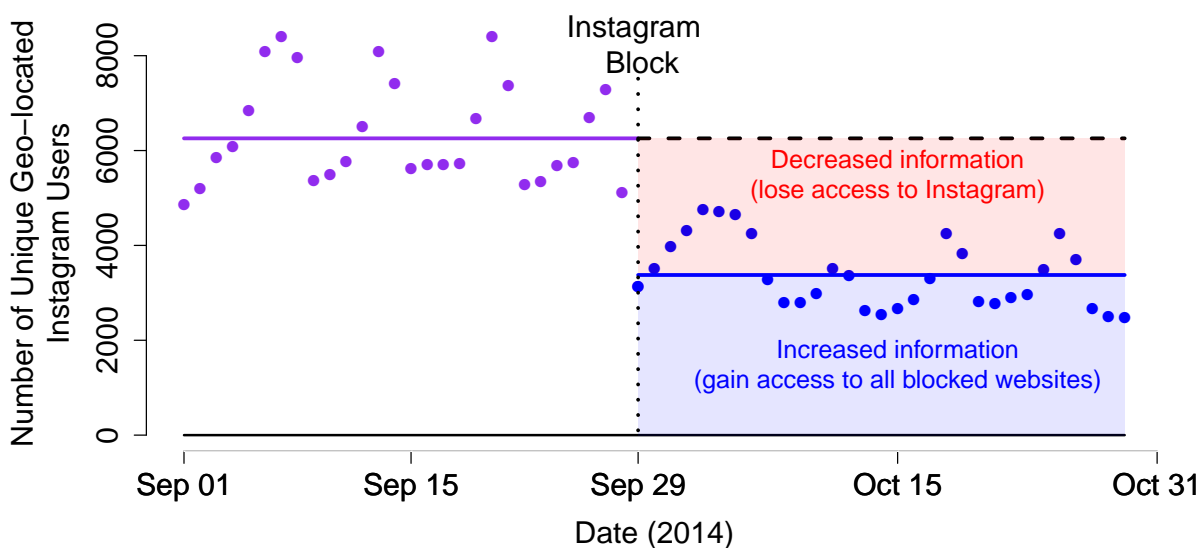 Instagram
Block
Number of Unique Geo−located
Instagram Users
8000
6000
4000
2000
0
Decreased information
(lose access to Instagram)
Increased information
(gain access to all blocked websites)
Sep 01
Sep 15
Sep 29
Oct 15
Oct 31
Date (2014)